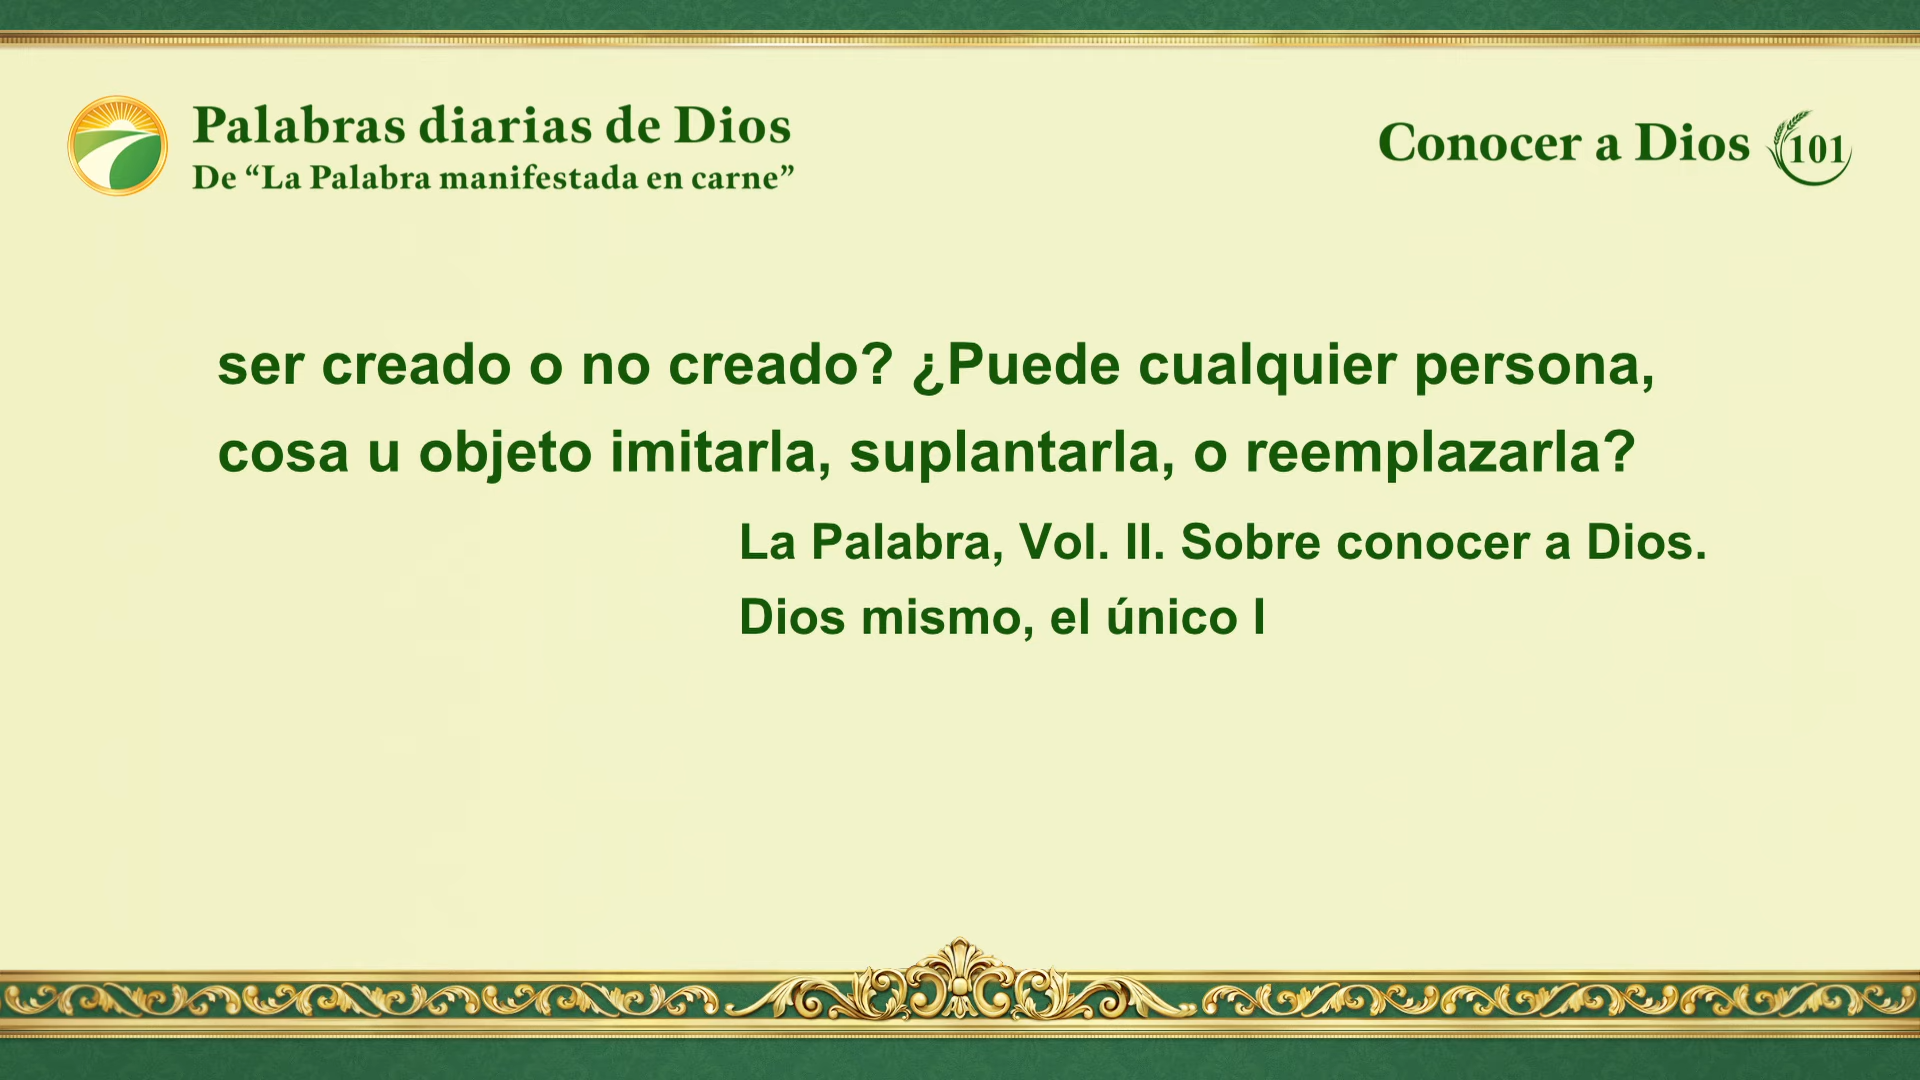 Palabras diarias de Dios
De “La Palabra manifestada en carne”
Conocer a Dios 101
ser creado o no creado? ¿Puede cualquier persona,
cosa u objeto imitarla, suplantarla, o reemplazarla?
La Palabra, Vol. II. Sobre conocer a Dios.
Dios mismo, el único I